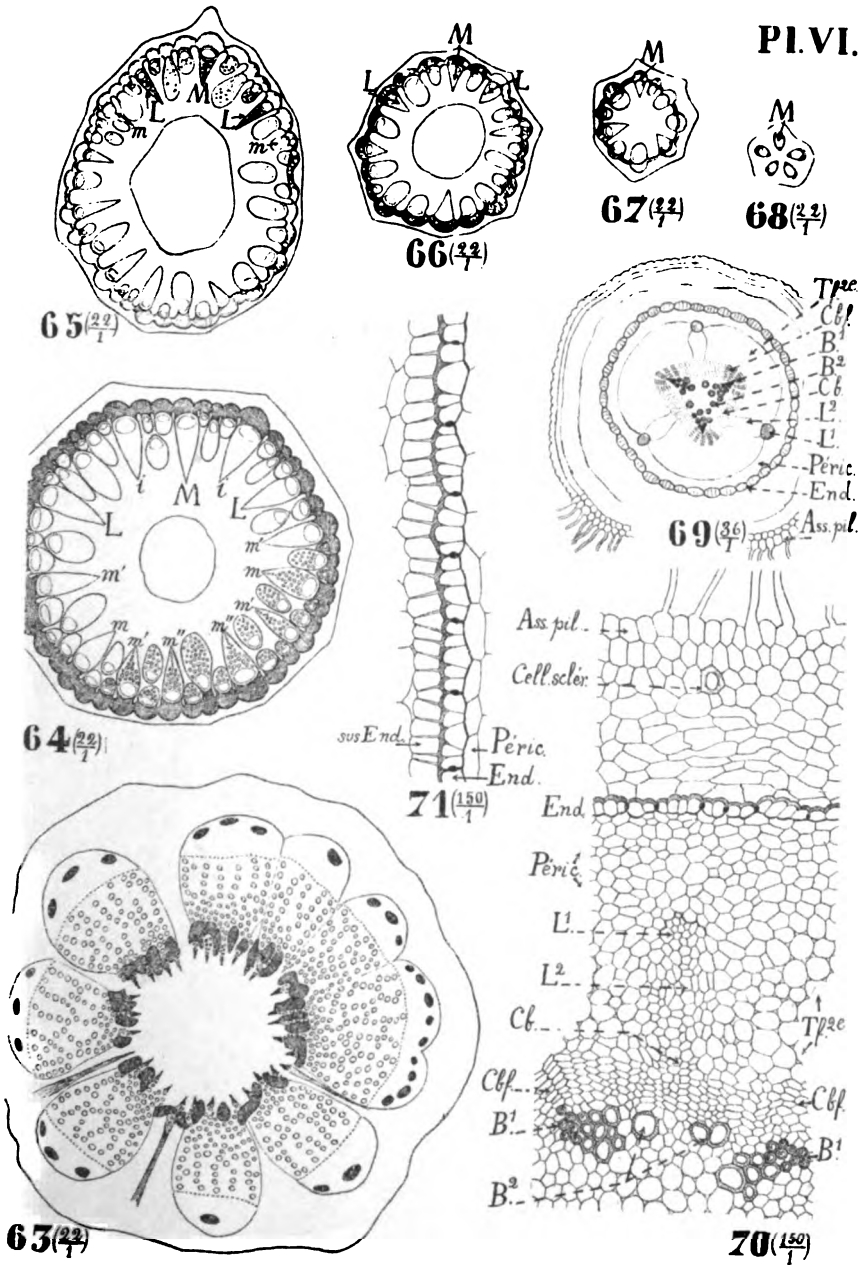 Pl. VI.
L M L
m m
65 (22/1)
L M L
66 (22/1)
M
67 (22/1)
M
68 (22/1)
Tf2e
Cbf.
B1
B2
Cb.
L2
L1
Péric.
End.
Ass. pil.
69 (36/1)
L i M i L
m' m'
m m
m m' m'' m'' m'
64 (22/1)
sus End.
Péric.
End.
71 (150/1)
Ass. pil.
Cell. sclér.
End.
Péric.
L1
L2
Cb.
Tf2e
Cbf.
Cbf.
B1
B1
B2
70 (150/1)
63 (22/1)